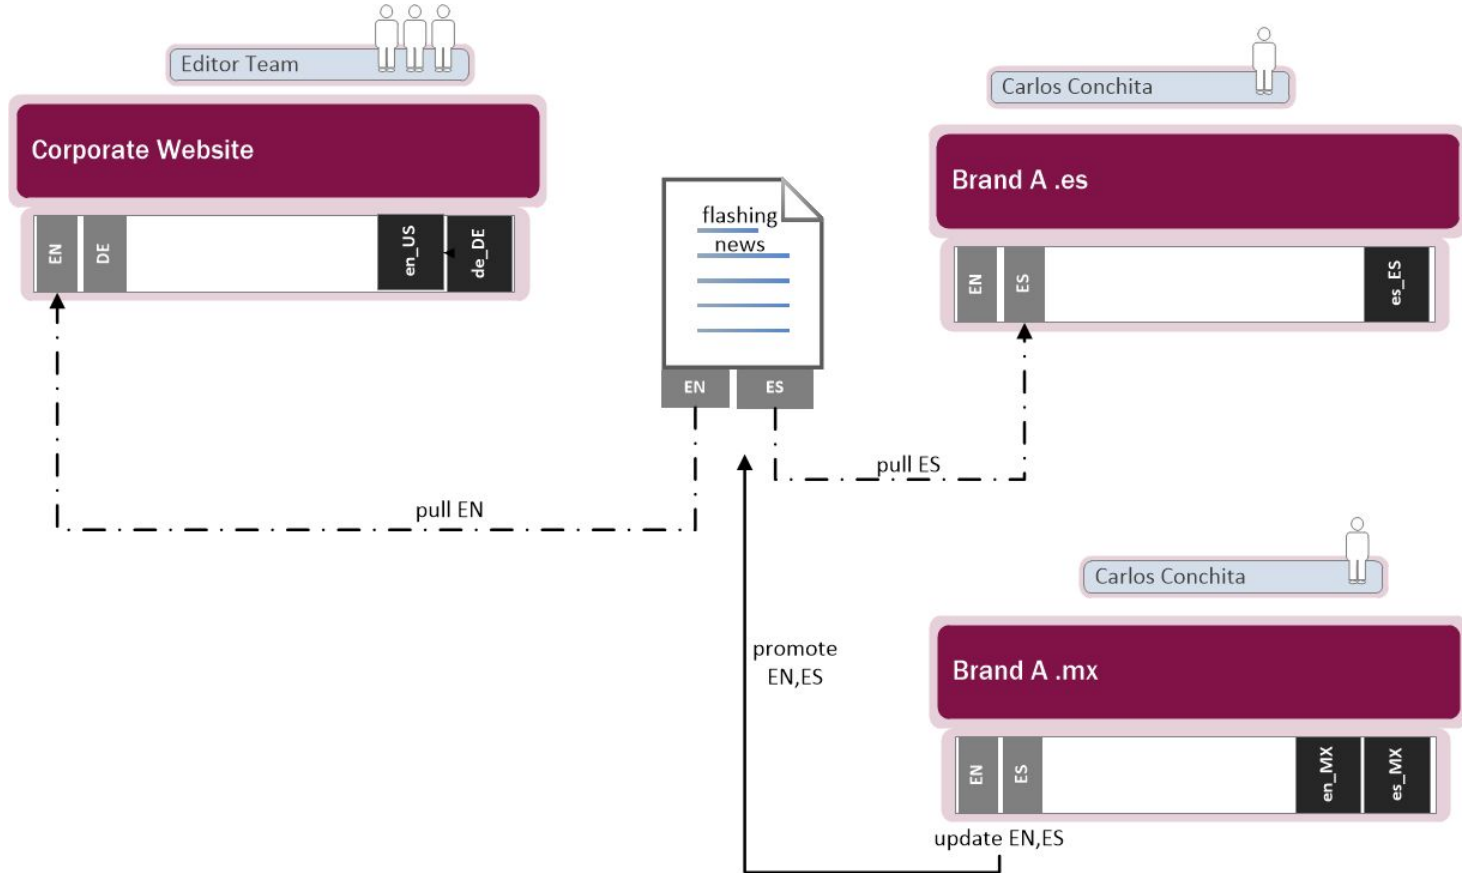 Editor Team
Corporate Website
EN
DE
en_US
de_DE
flashing
news
EN
ES
Carlos Conchita
Brand A .es
EN
ES
es_ES
pull ES
pull EN
Carlos Conchita
promote
EN,ES
Brand A .mx
EN
ES
en_MX
es_MX
update EN,ES